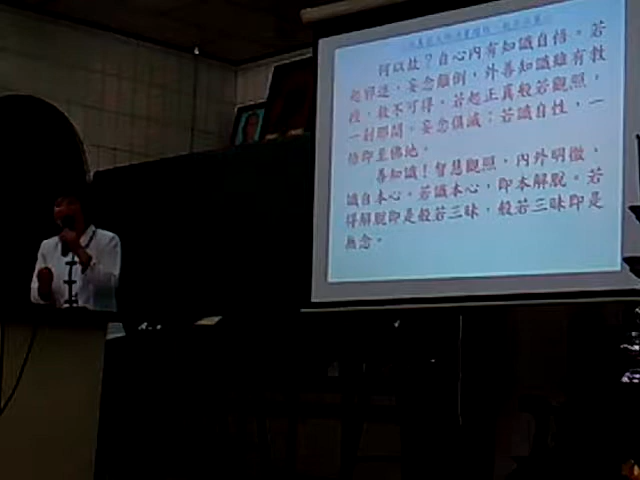 何以故？自心內有知識自悟。若
起邪迷，妄念顛倒，外善知識雖有教
授，救不可得。若起正真般若觀照，
一剎那間，妄念俱滅；若識自性，一
悟即至佛地。
善知識！智慧觀照，內外明徹，
識自本心。若識本心，即本解脫。若
得解脫即是般若三昧，般若三昧即是
無念。